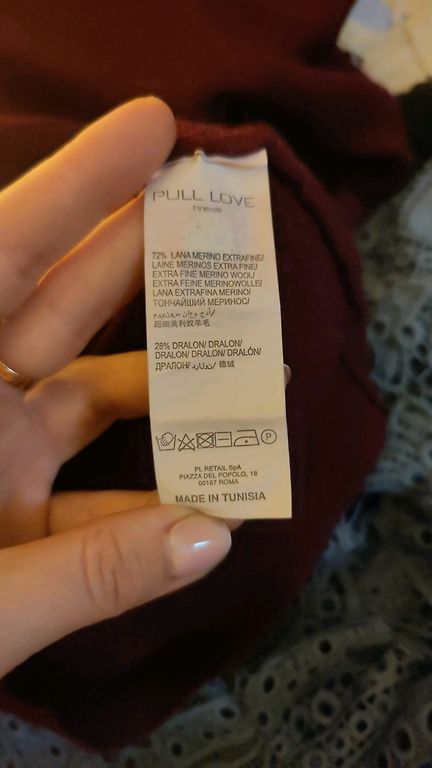 PULL LOVE
FIRENZE
72% LANA MERINO EXTRAFINE/
LAINE MERINOS EXTRA FINE/
EXTRA FINE MERINO WOOL/
EXTRA FEINE MERINOWOLLE/
LANA EXTRAFINA MERINO/
ТОНЧАЙШИЙ МЕРИНОС/
超细美利奴羊毛
28% DRALON/ DRALON/
DRALON/ DRALON/ DRALÓN/
ДРАЛОН/ درالون/ 德绒
P
PL RETAIL SpA
PIAZZA DEL POPOLO, 18
00187 ROMA
MADE IN TUNISIA